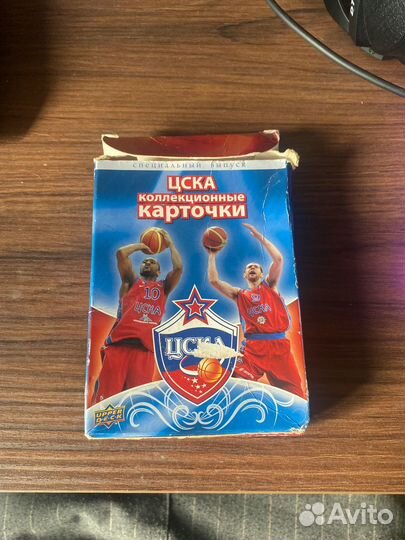 специальный выпуск
ЦСКА
коллекционные
карточки
10
ЦСКА
ЦСКА
ЦСКА
UPPER
DECK
Avito